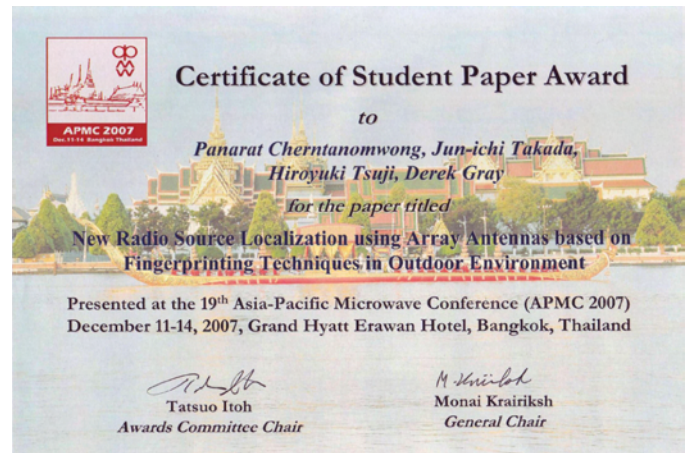 APMC 2007
Dec.11-14 Bangkok Thailand
Certificate of Student Paper Award
to
Panarat Cherntanomwong, Jun-ichi Takada,
Hiroyuki Tsuji, Derek Gray
for the paper titled
New Radio Source Localization using Array Antennas based on
Fingerprinting Techniques in Outdoor Environment
Presented at the 19th Asia-Pacific Microwave Conference (APMC 2007)
December 11-14, 2007, Grand Hyatt Erawan Hotel, Bangkok, Thailand
Tatsuo Itoh
Monai Krairiksh
Awards Committee Chair
General Chair